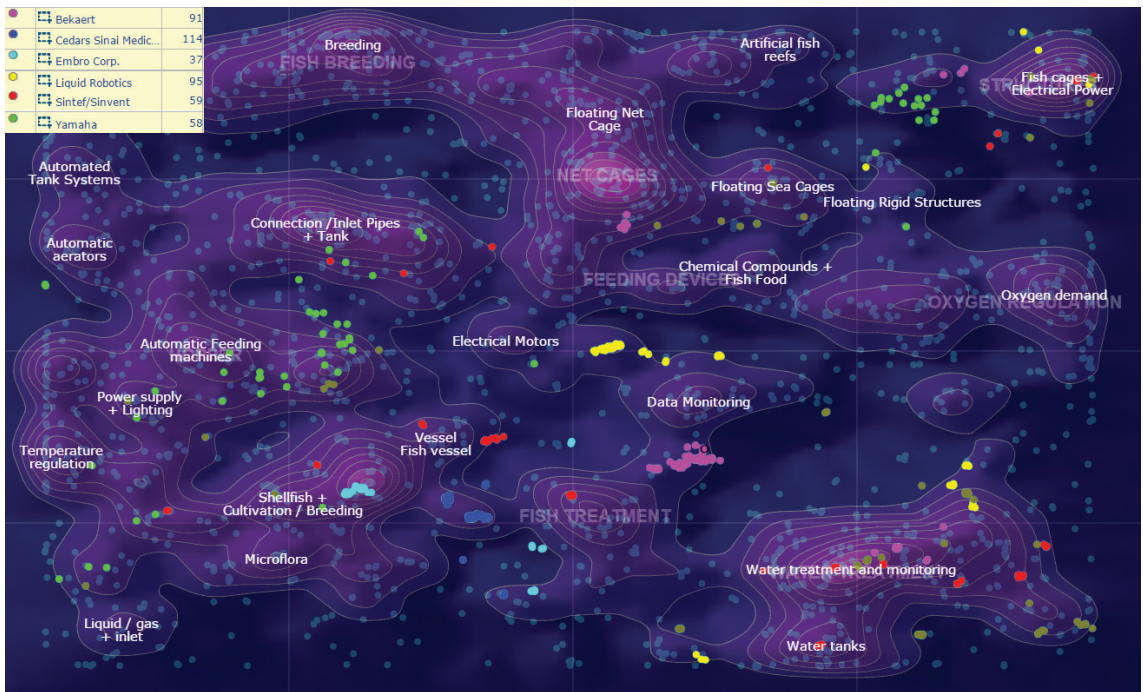 Bekaert 91
Cedars Sinai Medic... 114
Embro Corp. 37
Liquid Robotics 95
Sintef/Sinvent 59
Yamaha 58
Breeding
FISH BREEDING
Artificial fish
reefs
Fish cages +
Electrical Power
Floating Net
Cage
NET CAGES
Automated
Tank Systems
Floating Sea Cages
Floating Rigid Structures
Connection /Inlet Pipes
+ Tank
Automatic
aerators
Chemical Compounds +
Fish Food
FEEDING DEVICE
Oxygen demand
OXYGEN REGULATION
Electrical Motors
Automatic Feeding
machines
Power supply
+ Lighting
Data Monitoring
Vessel
Fish vessel
Temperature
regulation
Shellfish +
Cultivation / Breeding
FISH TREATMENT
Microflora
Water treatment and monitoring
Liquid / gas
+ inlet
Water tanks